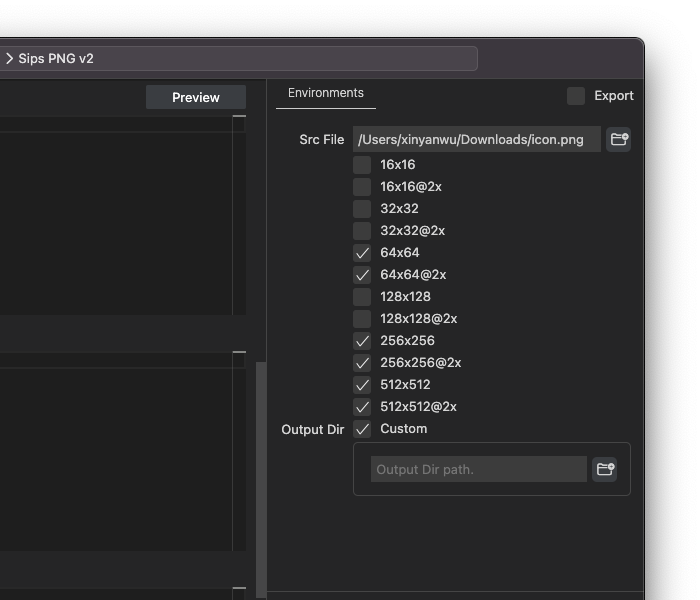 Sips PNG v2
Preview
Environments
Export
Src File
/Users/xinyanwu/Downloads/icon.png
16x16
16x16@2x
32x32
32x32@2x
64x64
64x64@2x
128x128
128x128@2x
256x256
256x256@2x
512x512
512x512@2x
Output Dir
Custom
Output Dir path.